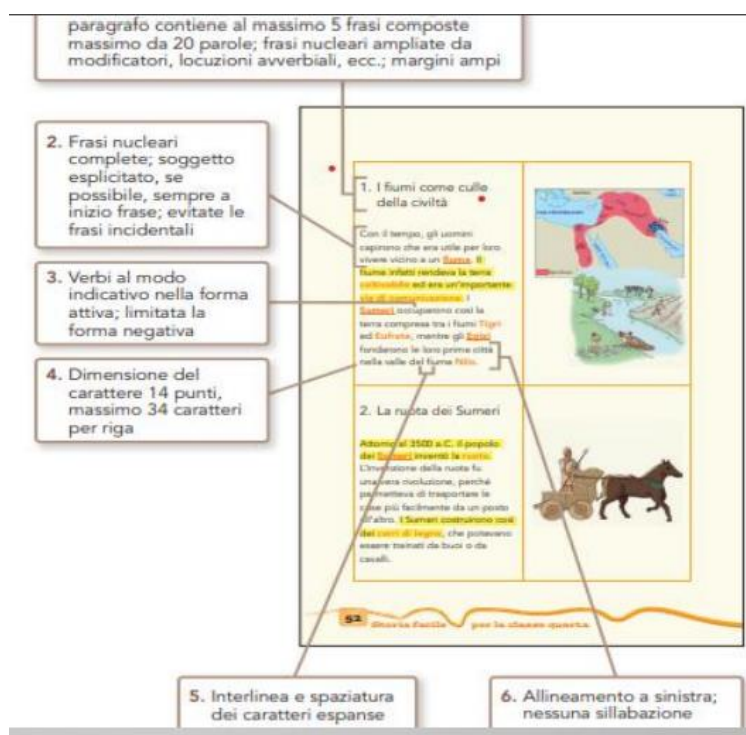 paragrafo contiene al massimo 5 frasi composte
massimo da 20 parole; frasi nucleari ampliate da
modificatori, locuzioni avverbiali, ecc.; margini ampi
2. Frasi nucleari
complete; soggetto
esplicitato, se
possibile, sempre a
inizio frase; evitate le
frasi incidentali
3. Verbi al modo
indicativo nella forma
attiva; limitata la
forma negativa
4. Dimensione del
carattere 14 punti,
massimo 34 caratteri
per riga
1. I fiumi come culle
della civiltà
Con il tempo, gli uomini
capirono che era utile per loro
vivere vicino a un fiume. Il
fiume infatti rendeva la terra
coltivabile ed era un'importante
via di comunicazione. I
Sumeri occuparono così la
terra compresa tra i fiumi Tigri
ed Eufrate, mentre gli Egizi
fondarono le loro prime città
nella valle del fiume Nilo.
2. La ruota dei Sumeri
Attorno al 3500 a.C. il popolo
dei Sumeri inventò la ruota.
L'invenzione della ruota fu
una vera rivoluzione, perché
permetteva di trasportare le
cose più facilmente da un posto
all'altro. I Sumeri costruirono così
dei carri di legno, che potevano
essere trainati da buoi o da
cavalli.
52 Storia facile per la classe quarta
5. Interlinea e spaziatura
dei caratteri espanse
6. Allineamento a sinistra;
nessuna sillabazione